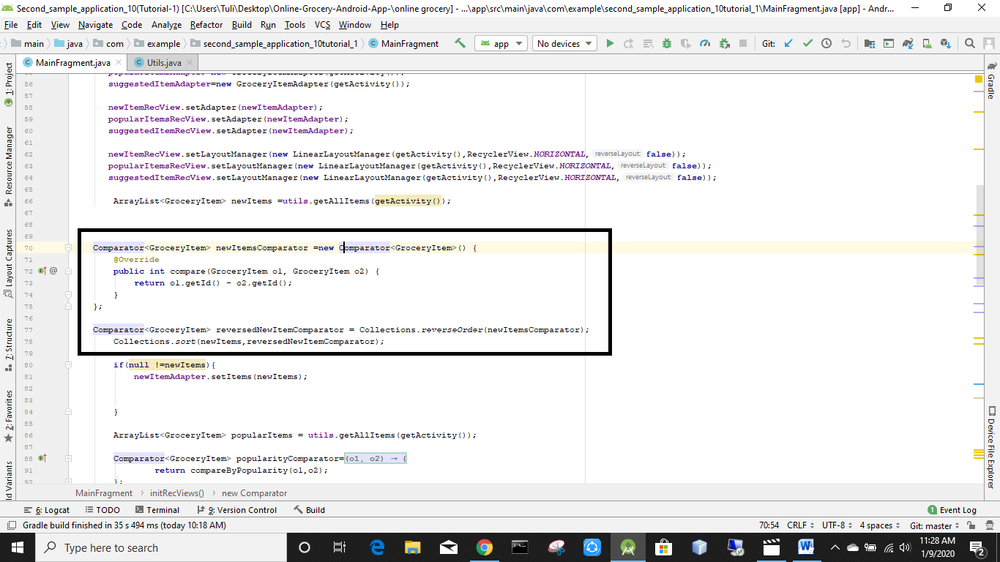 Second_sample_application_10(Tutorial-1) [C:\Users\Tuli\Desktop\Online-Grocery-Android-App-\online grocery] - ...\app\src\main\java\com\example\second_sample_application_10tutorial_1\MainFragment.java [app] - Andr...
File Edit View Navigate Code Analyze Refactor Build Run Tools VCS Window Help
main java com example second_sample_application_10tutorial_1 MainFragment app No devices Git:
MainFragment.java Utils.java
56 suggestedItemAdapter=new GroceryItemAdapter(getActivity());
57
58 newItemRecView.setAdapter(newItemAdapter);
59 popularItemsRecView.setAdapter(newItemAdapter);
60 suggestedItemRecView.setAdapter(newItemAdapter);
61
62 newItemRecView.setLayoutManager(new LinearLayoutManager(getActivity(),RecyclerView.HORIZONTAL, reverseLayout: false));
63 popularItemsRecView.setLayoutManager(new LinearLayoutManager(getActivity(),RecyclerView.HORIZONTAL, reverseLayout: false));
64 suggestedItemRecView.setLayoutManager(new LinearLayoutManager(getActivity(),RecyclerView.HORIZONTAL, reverseLayout: false));
65
66 ArrayList<GroceryItem> newItems =utils.getAllItems(getActivity());
67
68
69
70 Comparator<GroceryItem> newItemsComparator =new Comparator<GroceryItem>() {
71 @Override
72 @ public int compare(GroceryItem o1, GroceryItem o2) {
73 return o1.getId() - o2.getId();
74 }
75 };
76
77 Comparator<GroceryItem> reversedNewItemComparator = Collections.reverseOrder(newItemsComparator);
78 Collections.sort(newItems,reversedNewItemComparator);
79
80 if(null !=newItems){
81 newItemAdapter.setItems(newItems);
82
83
84 }
85
86 ArrayList<GroceryItem> popularItems = utils.getAllItems(getActivity());
87
88 Comparator<GroceryItem> popularityComparator=(o1, o2) → {
91 return compareByPopularity(o1,o2);
92 };
MainFragment initRecViews() new Comparator
1: Project
Resource Manager
Layout Captures
7: Structure
2: Favorites
ld Variants
Gradle
Device File Explorer
6: Logcat TODO Terminal 9: Version Control Build 1 Event Log
Gradle build finished in 35 s 494 ms (today 10:18 AM) 70:54 CRLF UTF-8 4 spaces Git: master
Type here to search
11:28 AM
1/9/2020
2